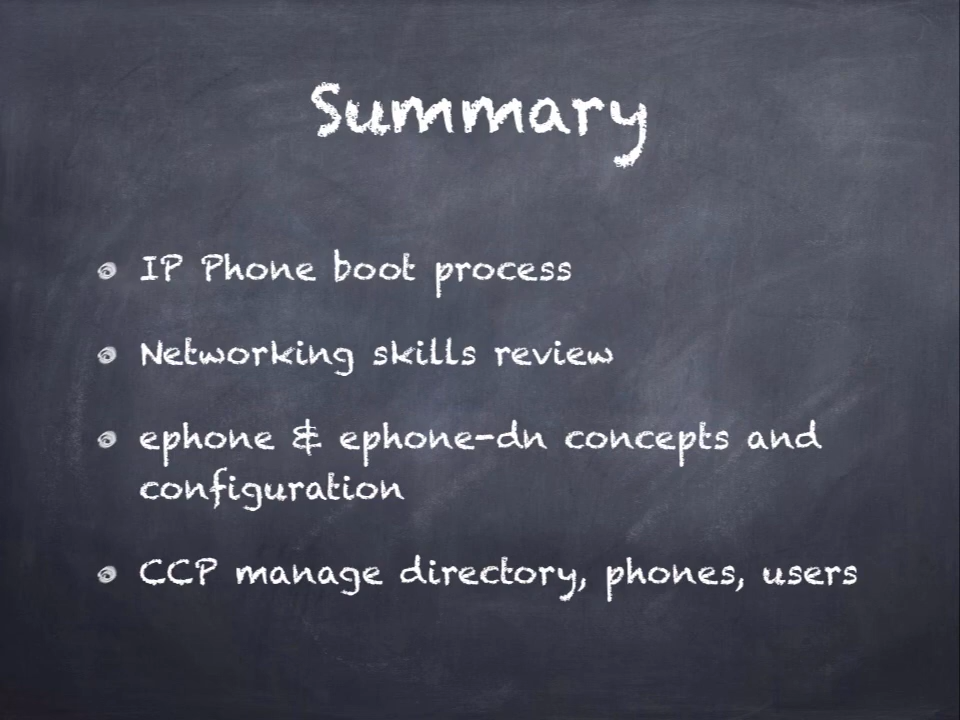 Summary
IP Phone boot process
Networking skills review
ephone & ephone-dn concepts and
configuration
CCP manage directory, phones, users